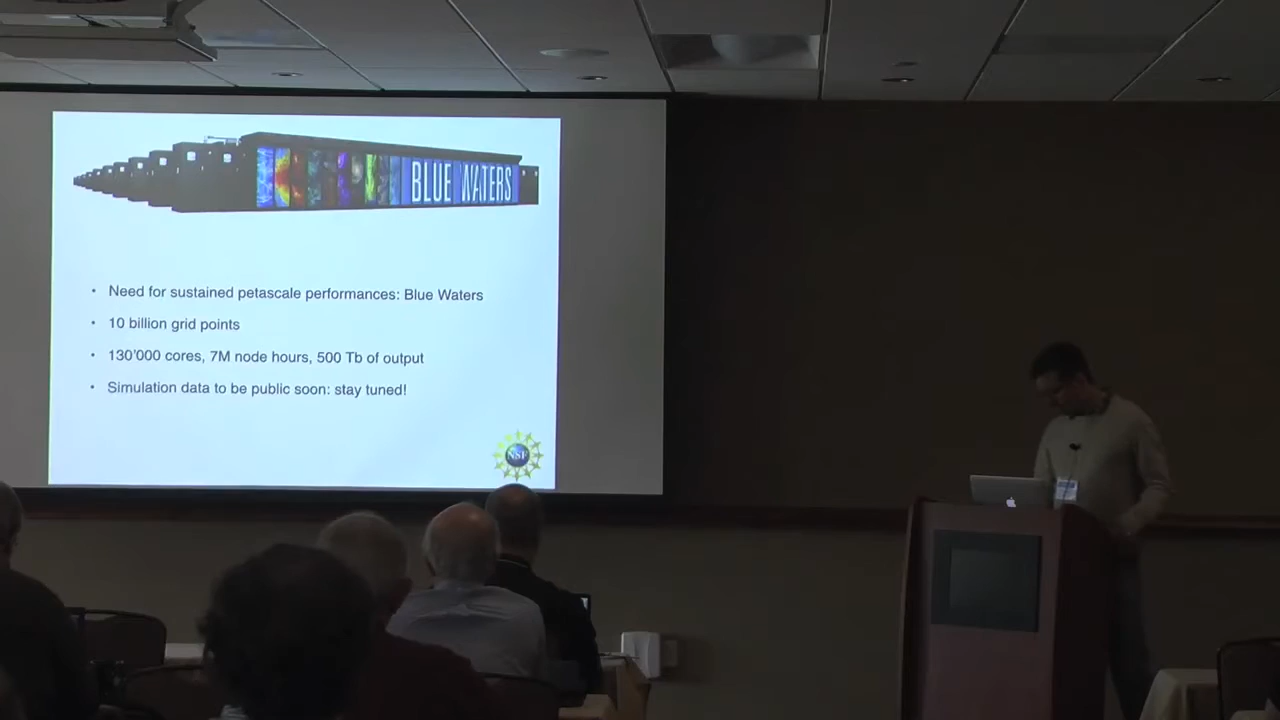 BLUE WATERS
• Need for sustained petascale performances: Blue Waters
• 10 billion grid points
• 130'000 cores, 7M node hours, 500 Tb of output
• Simulation data to be public soon: stay tuned!
NSF